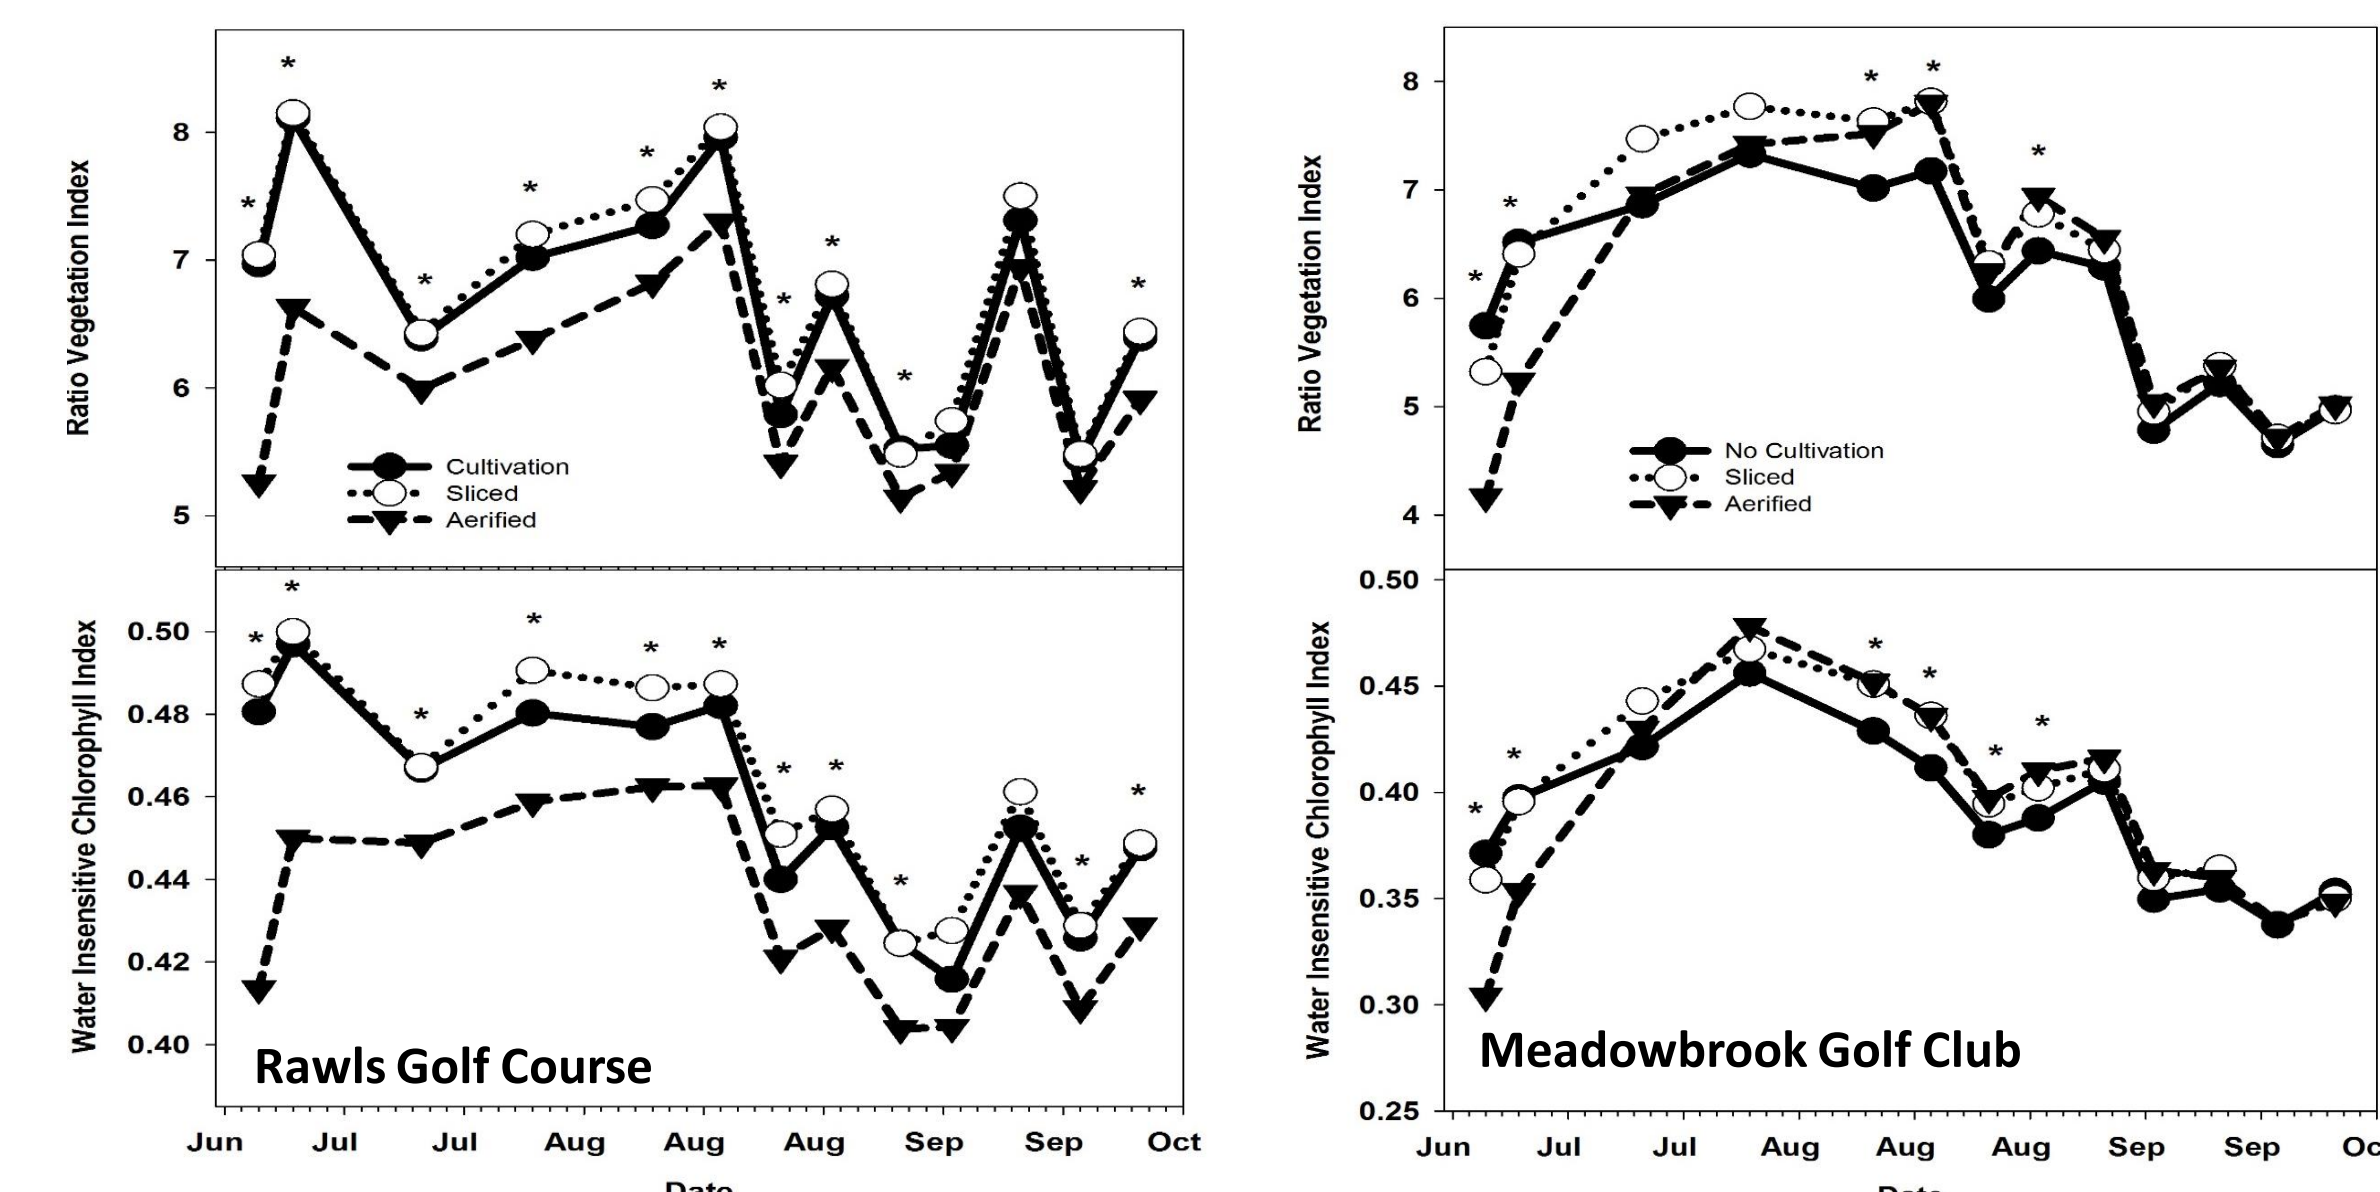 Ratio Vegetation Index
8
7
6
5
* * * * * * * * * *
Cultivation
Sliced
Aerified
Water Insensitive Chlorophyll Index
0.50
0.48
0.46
0.44
0.42
0.40
* * * * * * * * * * *
Rawls Golf Course
Jun Jul Jul Aug Aug Aug Sep Sep Oct
Date
Ratio Vegetation Index
8
7
6
5
4
* * * * *
No Cultivation
Sliced
Aerified
Water Insensitive Chlorophyll Index
0.50
0.45
0.40
0.35
0.30
0.25
* * * * * *
Meadowbrook Golf Club
Jun Jul Jul Aug Aug Aug Sep Sep Oc
Date